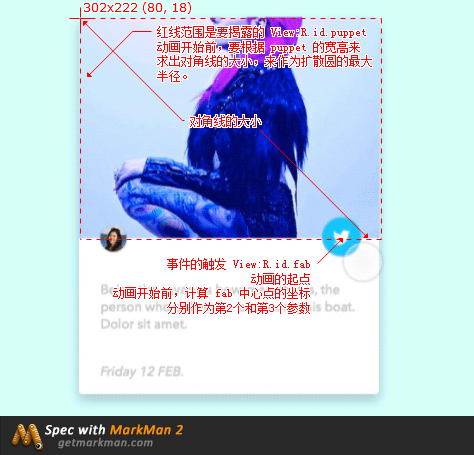 302x222 (80, 18)
红线范围是要揭露的 View:R.id.puppet
动画开始前,要根据 puppet 的宽高来
求出对角线的大小,来作为扩散圆的最大
半径。
对角线的大小
事件的触发 View:R.id.fab
动画的起点
动画开始前,计算 fab 中心点的坐标
分别作为第2个和第3个参数
person who
is boat.
Dolor sit amet.
Friday 12 FEB.
Spec with MarkMan 2
getmarkman.com